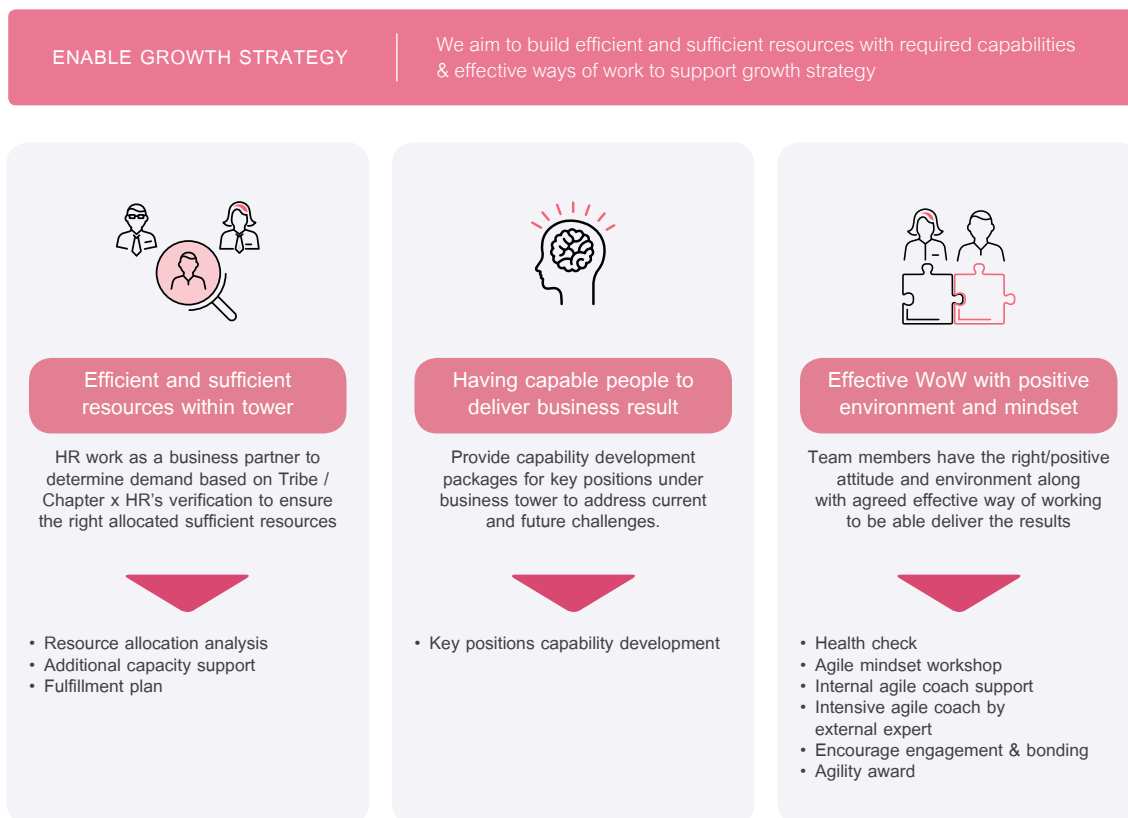 ENABLE GROWTH STRATEGY
We aim to build efficient and sufficient resources with required capabilities
& effective ways of work to support growth strategy
Efficient and sufficient
resources within tower
HR work as a business partner to
determine demand based on Tribe /
Chapter x HR's verification to ensure
the right allocated sufficient resources
• Resource allocation analysis
• Additional capacity support
• Fulfillment plan
Having capable people to
deliver business result
Provide capability development
packages for key positions under
business tower to address current
and future challenges.
• Key positions capability development
Effective WoW with positive
environment and mindset
Team members have the right/positive
attitude and environment along
with agreed effective way of working
to be able deliver the results
• Health check
• Agile mindset workshop
• Internal agile coach support
• Intensive agile coach by
external expert
• Encourage engagement & bonding
• Agility award